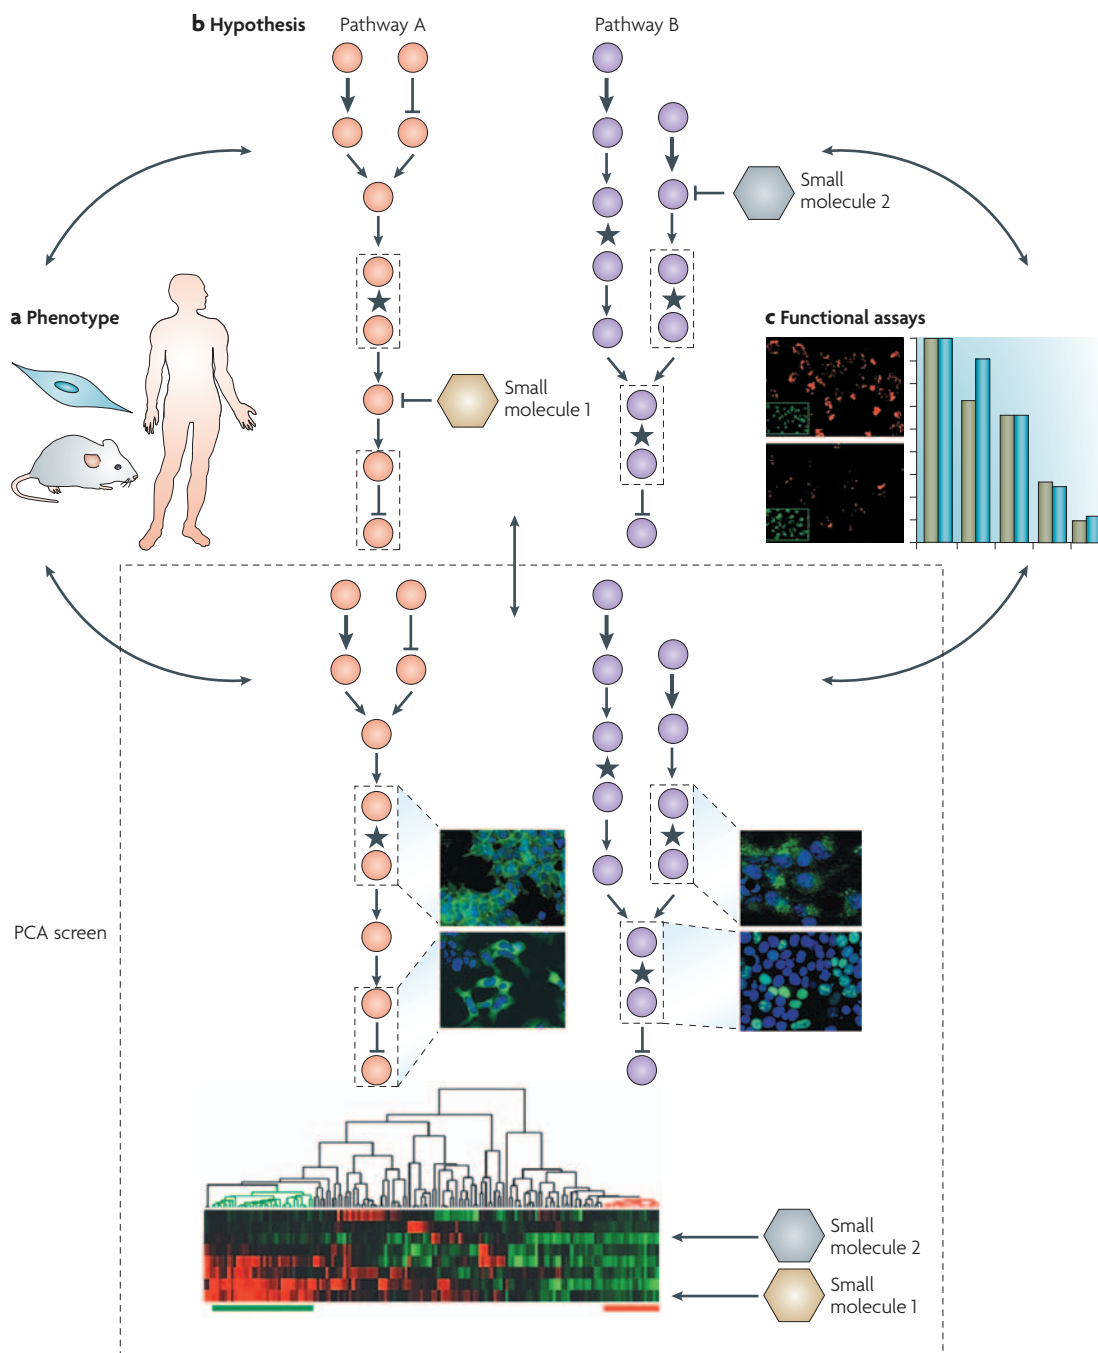 b Hypothesis
Pathway A
Pathway B
Small
molecule 2
a Phenotype
Small
molecule 1
c Functional assays
PCA screen
Small
molecule 2
Small
molecule 1